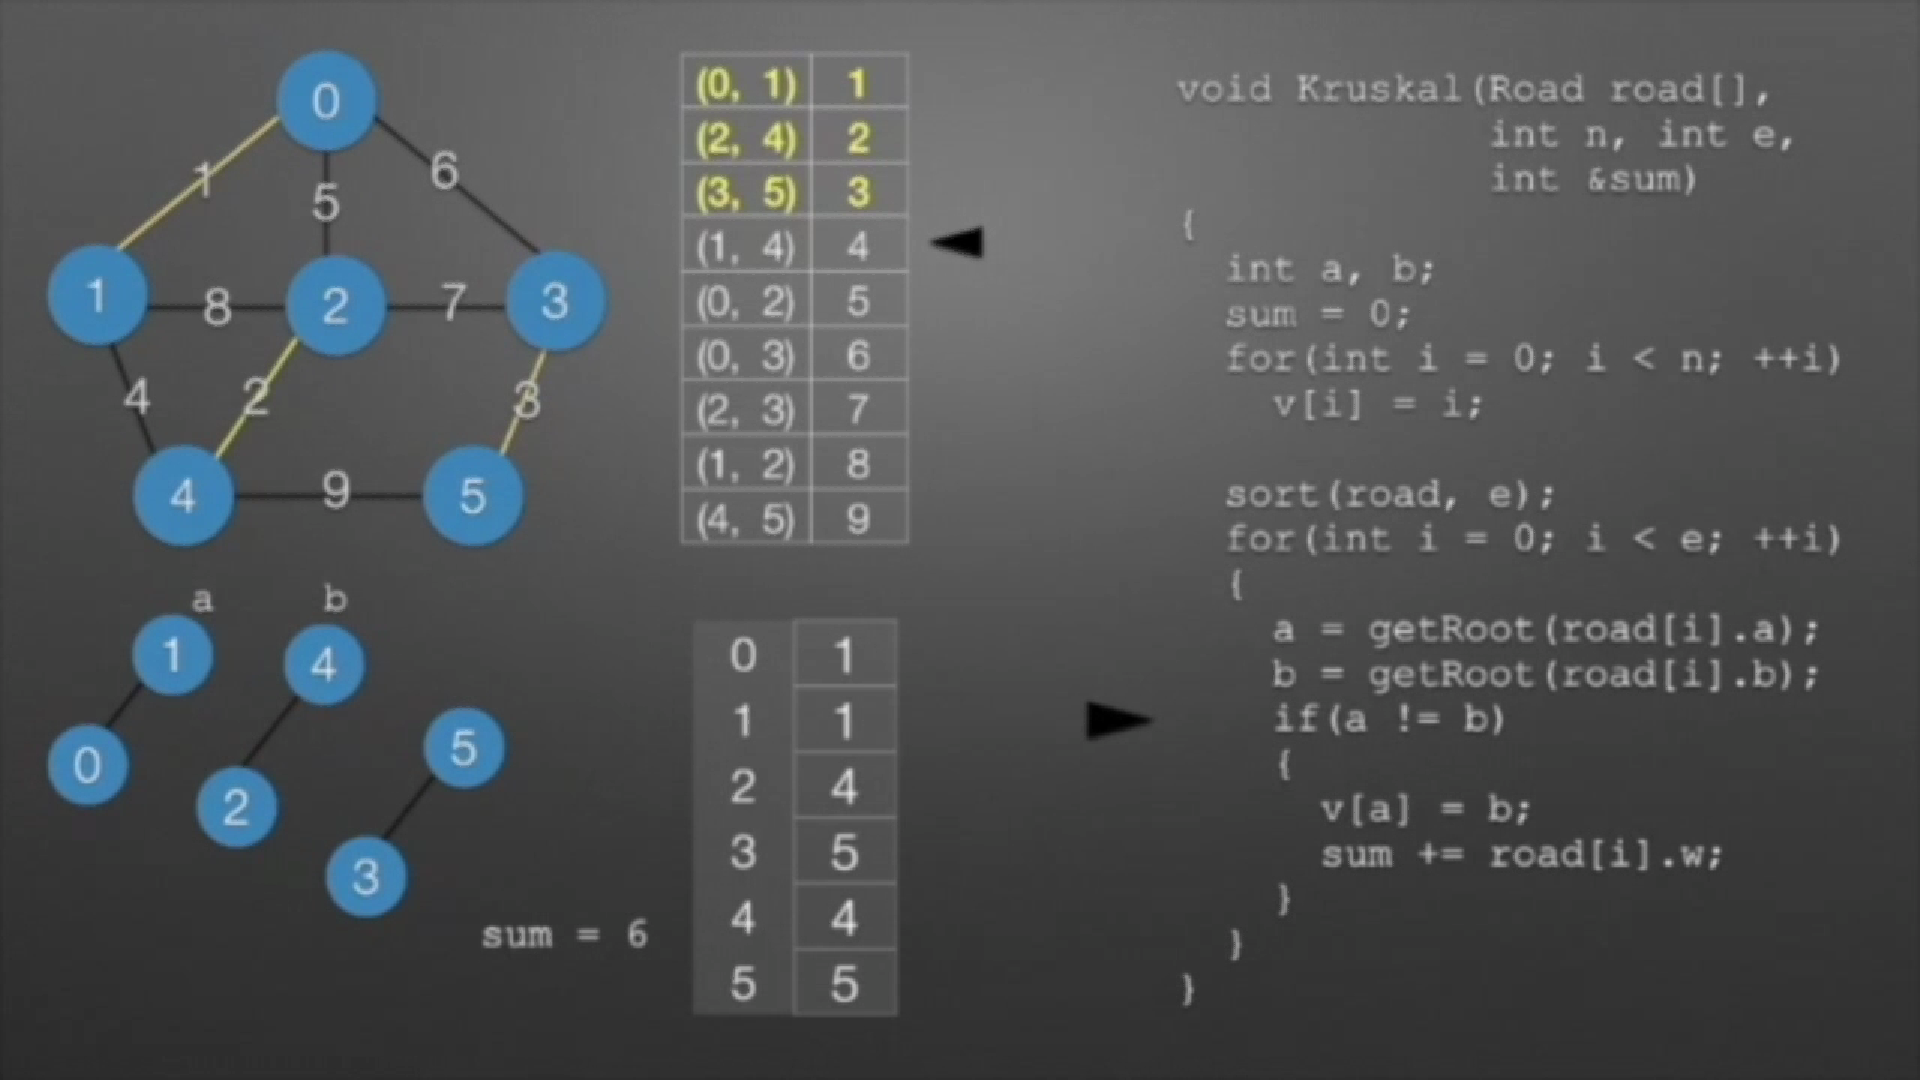 0
1
5
6
1
8
2
7
3
4
2
3
4
9
5
(0, 1) 1
(2, 4) 2
(3, 5) 3
(1, 4) 4
(0, 2) 5
(0, 3) 6
(2, 3) 7
(1, 2) 8
(4, 5) 9
a b
1
4
0
5
2
3
sum = 6
0 1
1 1
2 4
3 5
4 4
5 5
void Kruskal(Road road[],
int n, int e,
int &sum)
{
int a, b;
sum = 0;
for(int i = 0; i < n; ++i)
v[i] = i;
sort(road, e);
for(int i = 0; i < e; ++i)
{
a = getRoot(road[i].a);
b = getRoot(road[i].b);
if(a != b)
{
v[a] = b;
sum += road[i].w;
}
}
}